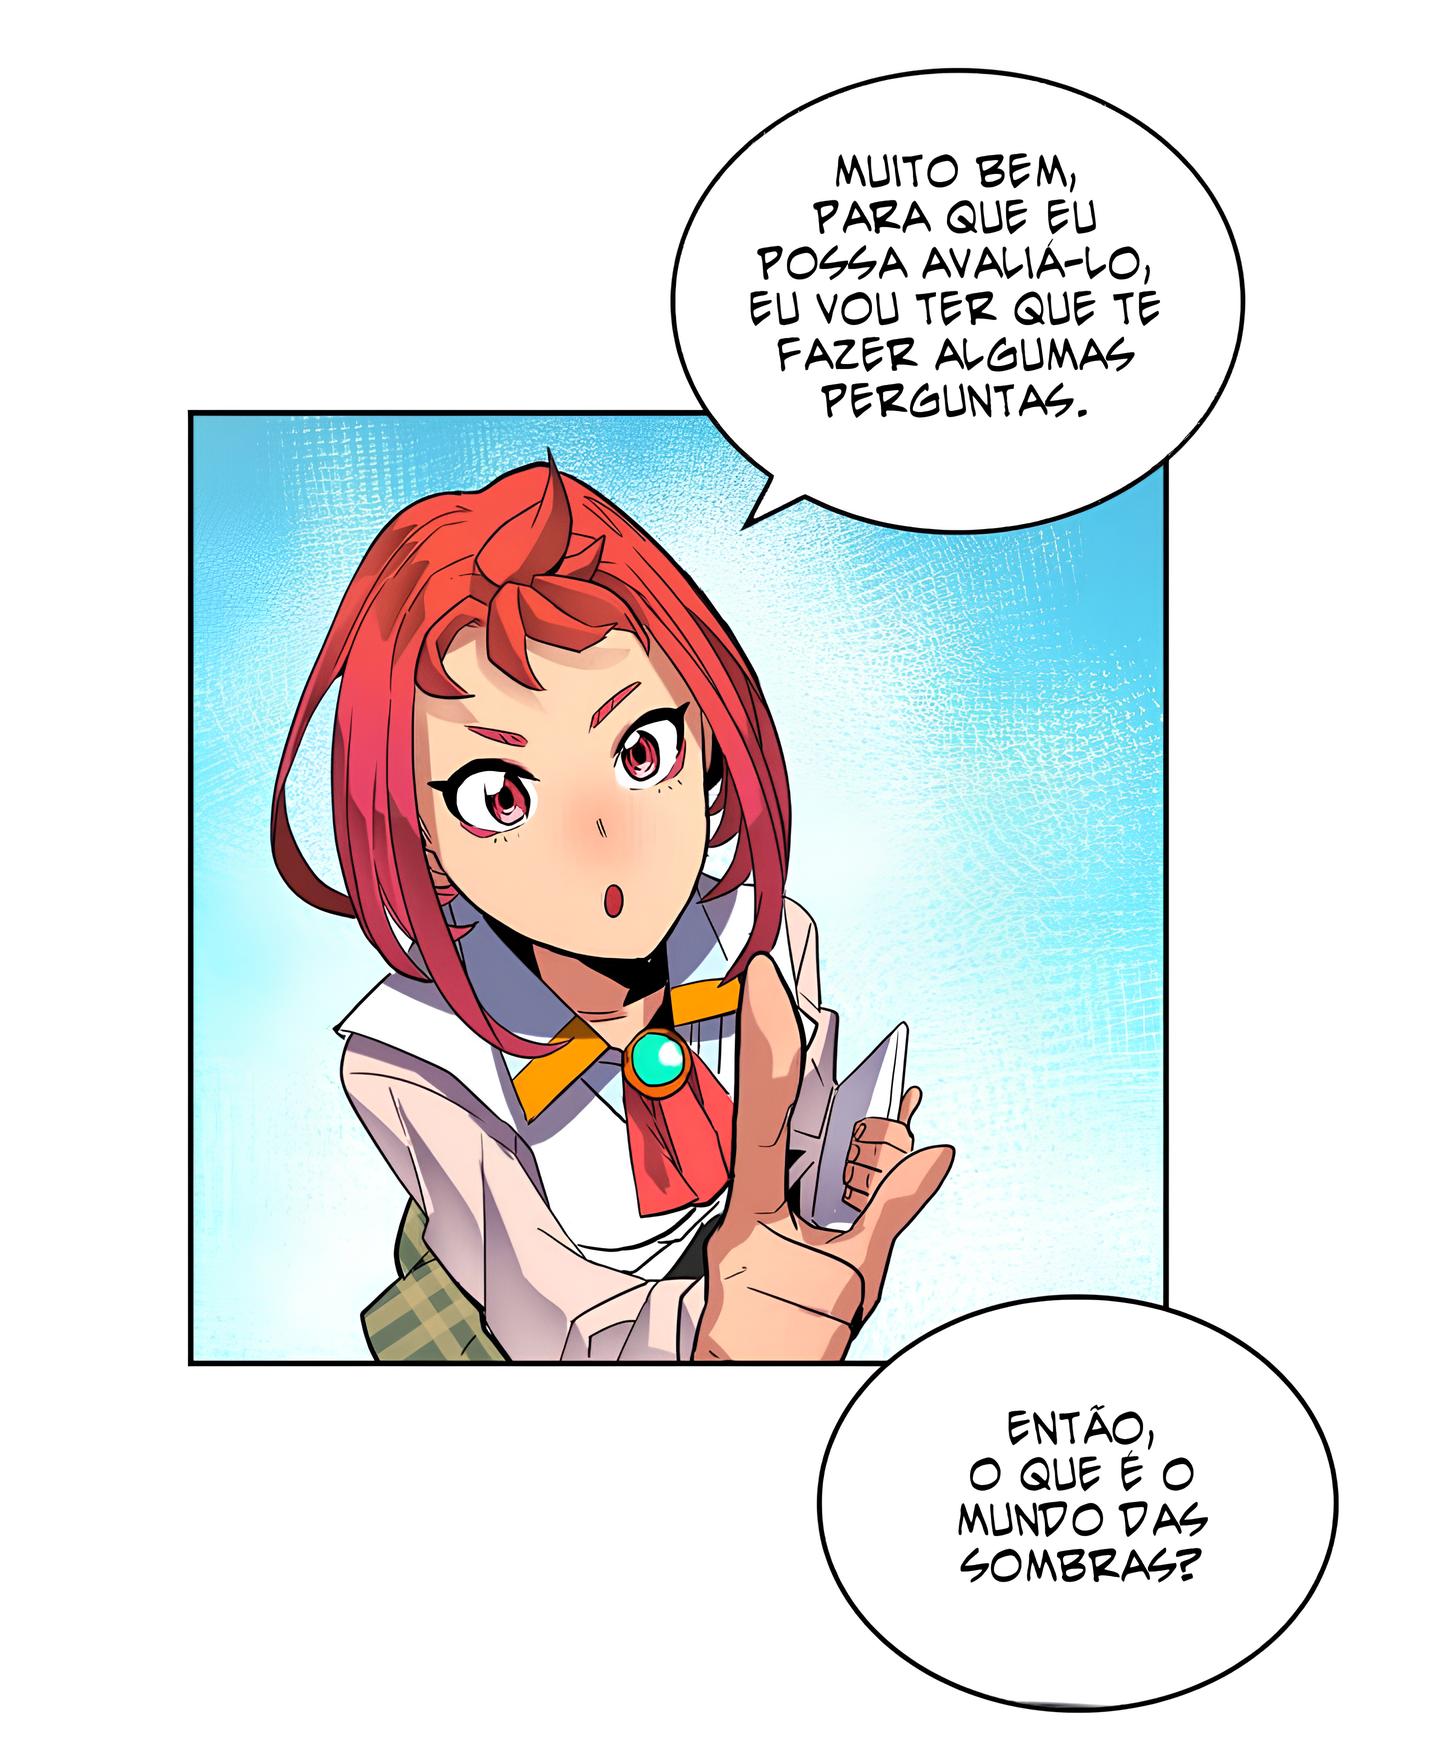 MUITO BEM,
PARA QUE EU
POSSA AVALIÁ-LO,
EU VOU TER QUE TE
FAZER ALGUMAS
PERGUNTAS.
ENTÃO,
O QUE É O
MUNDO DAS
SOMBRAS?